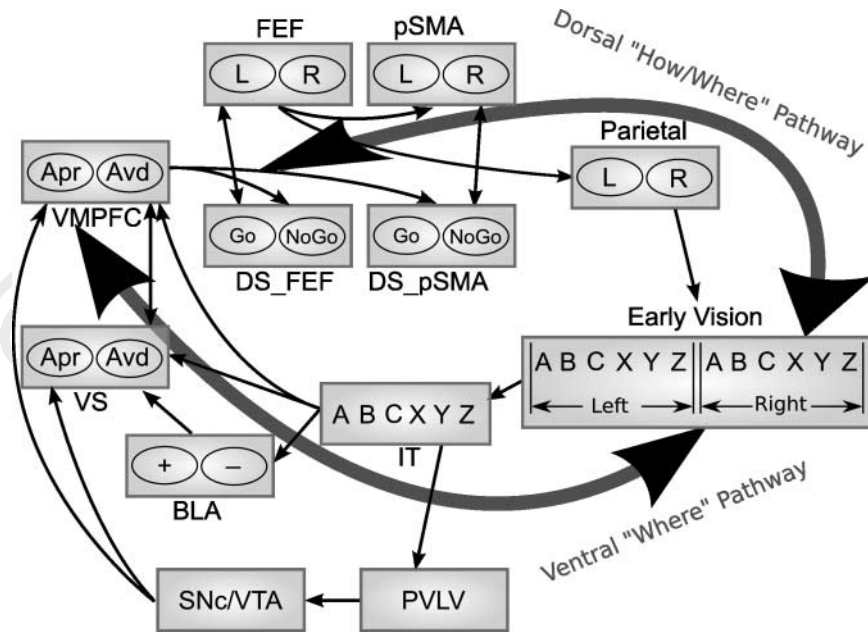 FEF
pSMA
L R
L R
Dorsal "How/Where" Pathway
Parietal
L R
Apr Avd
VMPFC
Go NoGo
DS_FEF
Go NoGo
DS_pSMA
Early Vision
A B C X Y Z A B C X Y Z
Left Right
Apr Avd
VS
A B C X Y Z
IT
+ −
BLA
Ventral "Where" Pathway
SNc/VTA
PVLV